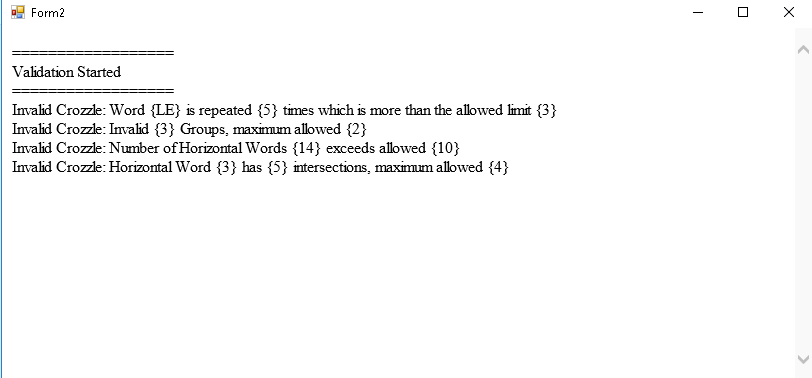 Form2
==================
Validation Started
==================
Invalid Crozzle: Word {LE} is repeated {5} times which is more than the allowed limit {3}
Invalid Crozzle: Invalid {3} Groups, maximum allowed {2}
Invalid Crozzle: Number of Horizontal Words {14} exceeds allowed {10}
Invalid Crozzle: Horizontal Word {3} has {5} intersections, maximum allowed {4}